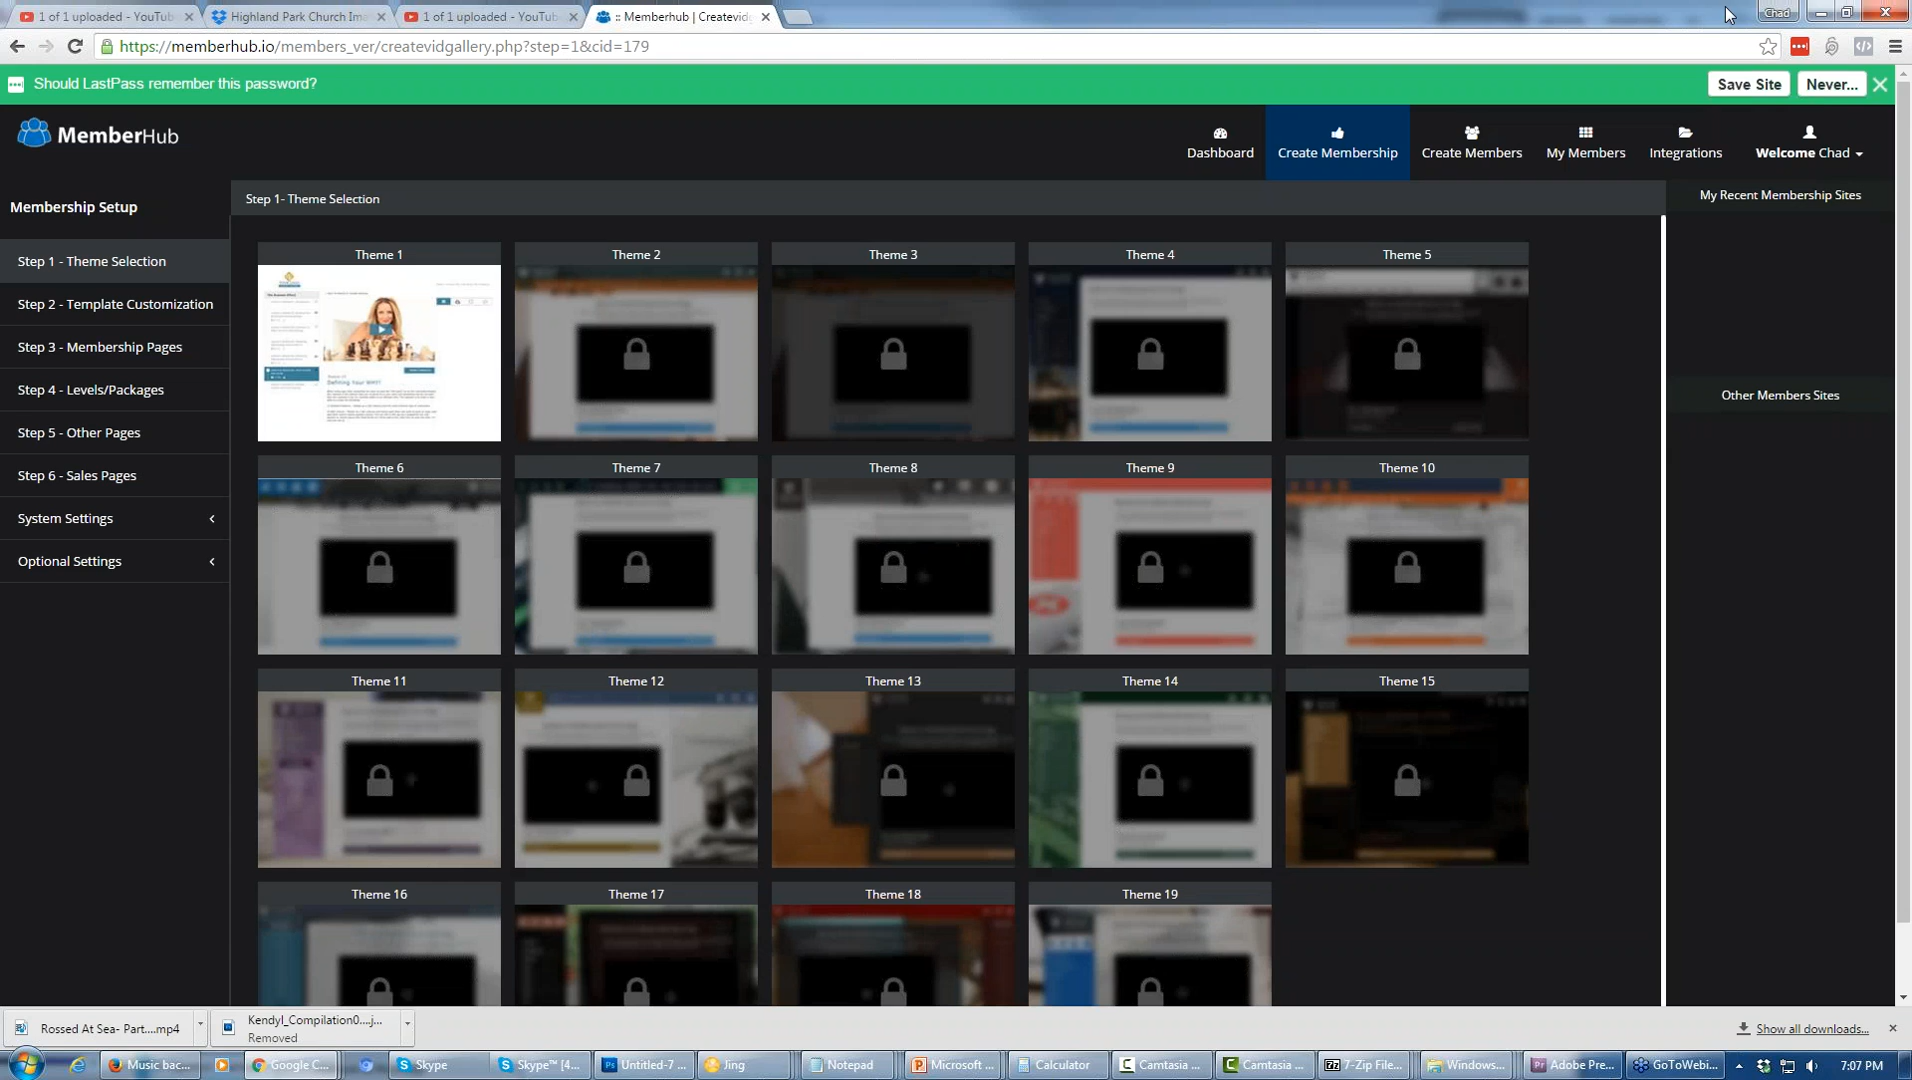 1 of 1 uploaded - YouTub
Highland Park Church Ima
1 of 1 uploaded - YouTub
:: Memberhub | Createvidg
Chad
https://memberhub.io/members_ver/createvidgallery.php?step=1&cid=179
Should LastPass remember this password?
Save Site
Never...
MemberHub
Dashboard
Create Membership
Create Members
My Members
Integrations
Welcome Chad
Membership Setup
Step 1- Theme Selection
My Recent Membership Sites
Step 1 - Theme Selection
Step 2 - Template Customization
Step 3 - Membership Pages
Step 4 - Levels/Packages
Step 5 - Other Pages
Step 6 - Sales Pages
System Settings
Optional Settings
Theme 1
Theme 2
Theme 3
Theme 4
Theme 5
Defining Your WHY?
Other Members Sites
Theme 6
Theme 7
Theme 8
Theme 9
Theme 10
Theme 11
Theme 12
Theme 13
Theme 14
Theme 15
Theme 16
Theme 17
Theme 18
Theme 19
Rossed At Sea- Part....mp4
Kendyl_Compilation0....j...
Removed
Show all downloads...
Music bac...
Google C...
Skype
Skype™ [4...
Untitled-7 ...
Jing
Notepad
Microsoft ...
Calculator
Camtasia ...
Camtasia ...
7-Zip File...
Windows...
Adobe Pre...
GoToWebi...
7:07 PM